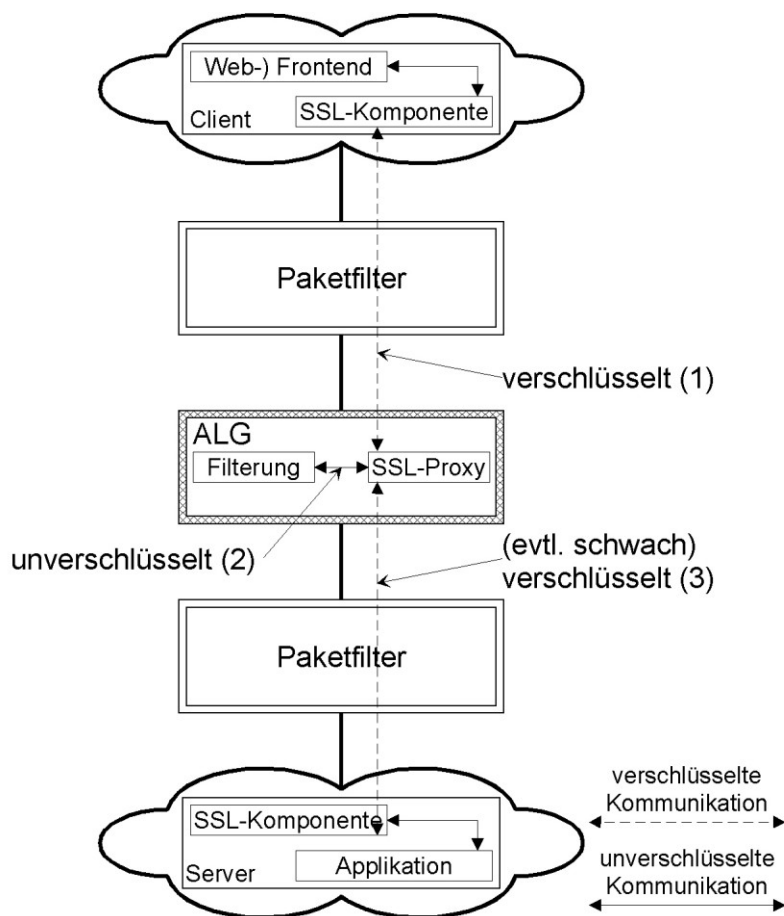 Web-) Frontend
SSL-Komponente
Client
Paketfilter
verschlüsselt (1)
ALG
Filterung
SSL-Proxy
unverschlüsselt (2)
(evtl. schwach)
verschlüsselt (3)
Paketfilter
SSL-Komponente
Applikation
Server
verschlüsselte
Kommunikation
unverschlüsselte
Kommunikation